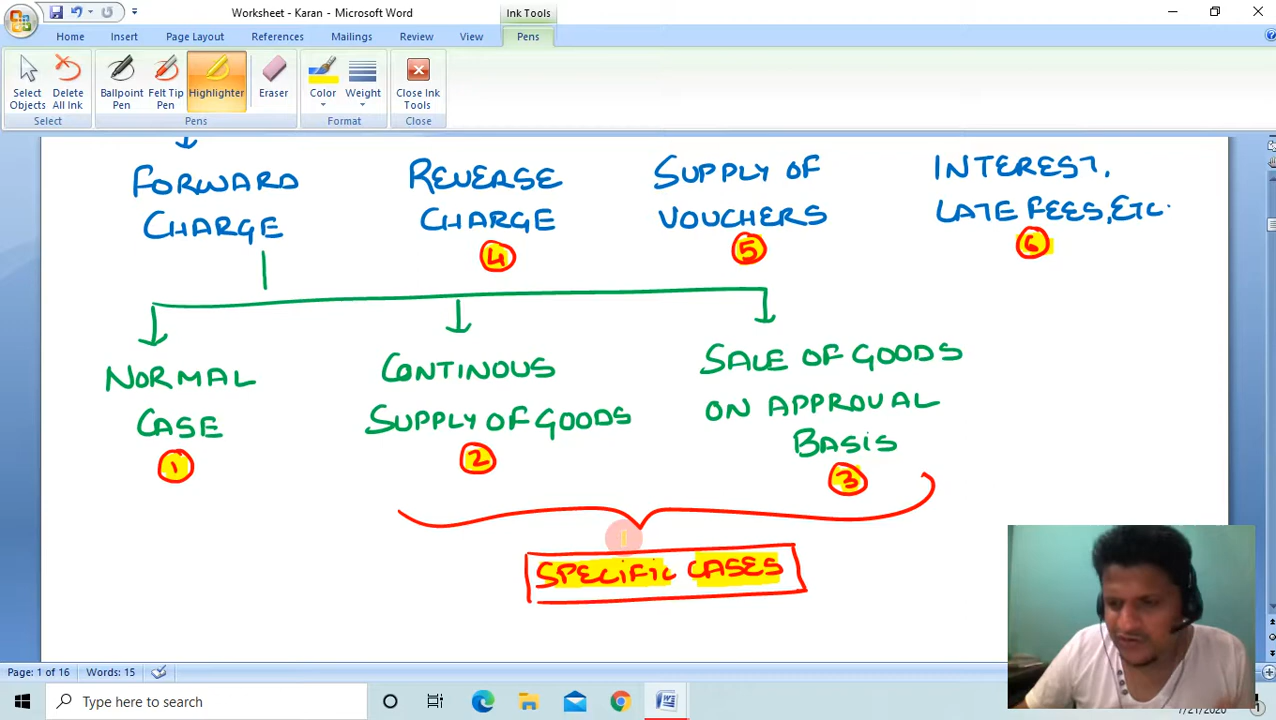 Worksheet - Karan - Microsoft Word
Ink Tools
Home
Insert
Page Layout
References
Mailings
Review
View
Pens
Select Objects
Delete All Ink
Ballpoint Pen
Felt Tip Pen
Highlighter
Eraser
Color
Weight
Close Ink Tools
Select
Pens
Format
Close
FORWARD
CHARGE
REVERSE
CHARGE
4
SUPPLY OF
VOUCHERS
5
INTEREST,
LATE FEES, ETC.
6
NORMAL
CASE
1
CONTINOUS
SUPPLY OF GOODS
2
SALE OF GOODS
ON APPROVAL
BASIS
3
SPECIFIC CASES
Page: 1 of 16
Words: 15
Type here to search
7/21/2020